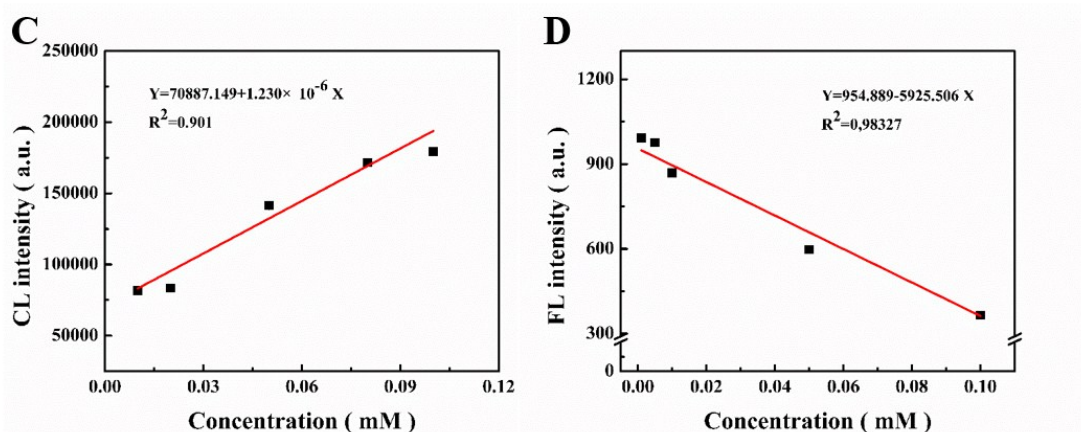 C
250000
200000
150000
100000
50000
CL intensity ( a.u. )
Y=70887.149+1.230× 10-6 X
R2=0.901
0.00 0.03 0.06 0.09 0.12
Concentration ( mM )
D
1200
900
600
300
0
FL intensity ( a.u. )
Y=954.889-5925.506 X
R2=0,98327
0.00 0.02 0.04 0.06 0.08 0.10
Concentration ( mM )